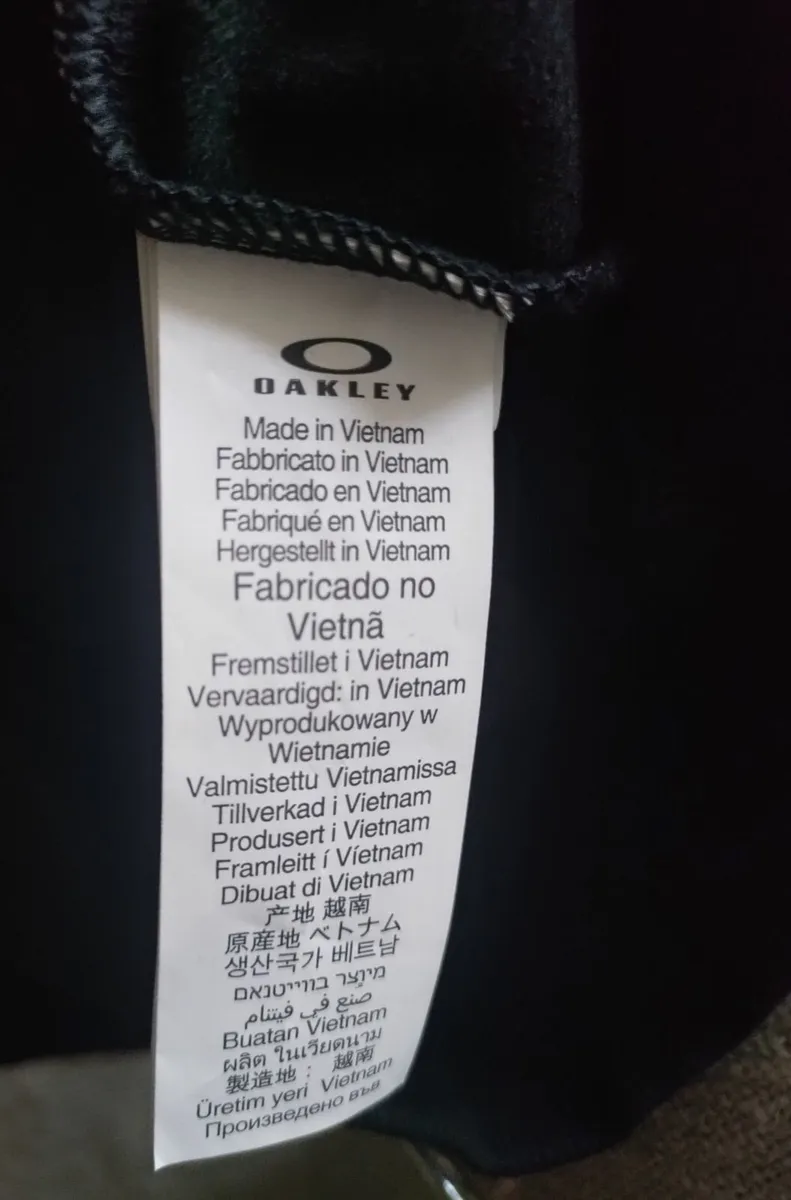 OAKLEY
Made in Vietnam
Fabbricato in Vietnam
Fabricado en Vietnam
Fabriqué en Vietnam
Hergestellt in Vietnam
Fabricado no
Vietnã
Fremstillet i Vietnam
Vervaardigd: in Vietnam
Wyprodukowany w
Wietnamie
Valmistettu Vietnamissa
Tillverkad i Vietnam
Produsert i Vietnam
Framleitt í Víetnam
Dibuat di Vietnam
产地 越南
原産地 ベトナム
생산국가 베트남
מיוצר בווייטנאם
صُنع في فيتنام
Buatan Vietnam
ผลิต ในเวียดนาม
製造地： 越南
Üretim yeri Vietnam
Произведено във